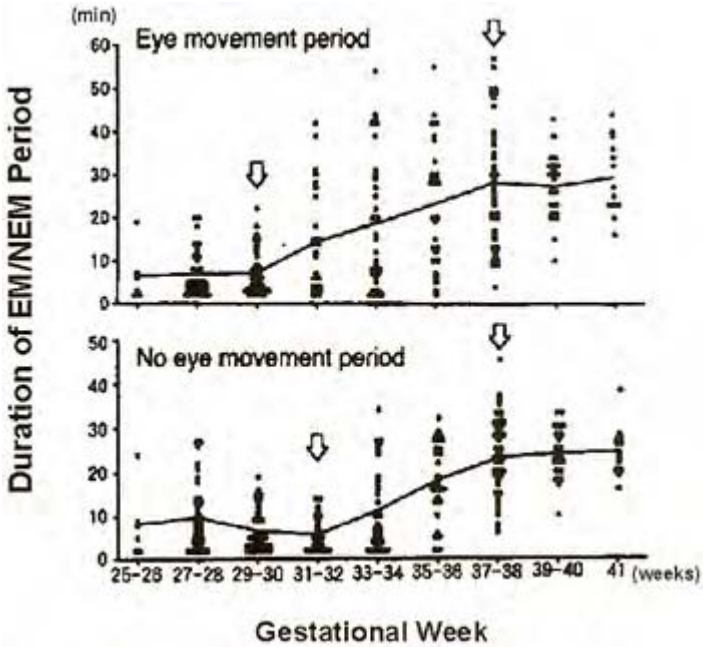 (min)
Eye movement period
60
50
40
30
20
10
0
No eye movement period
50
40
30
20
10
0
25-26 27-28 29-30 31-32 33-34 35-36 37-38 39-40 41 (weeks)
Duration of EM/NEM Period
Gestational Week